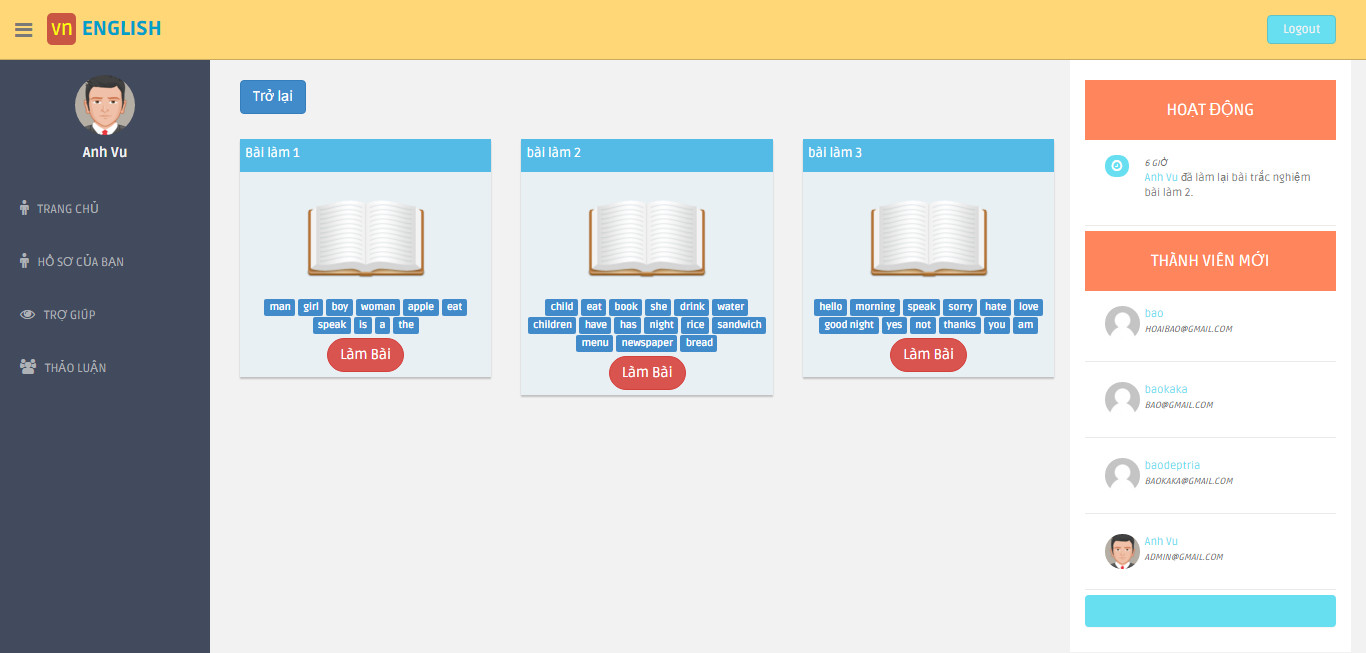 vn ENGLISH
Logout
Anh Vu
TRANG CHỦ
HỒ SƠ CỦA BẠN
TRỢ GIÚP
THẢO LUẬN
Trở lại
Bài làm 1
man girl boy woman apple eat
speak is a the
Làm Bài
bài làm 2
child eat book she drink water
children have has night rice sandwich
menu newspaper bread
Làm Bài
bài làm 3
hello morning speak sorry hate love
good night yes not thanks you am
Làm Bài
HOẠT ĐỘNG
6 GIỜ
Anh Vu đã làm lại bài trắc nghiệm
bài làm 2.
THÀNH VIÊN MỚI
bao
HOAIBAO@GMAIL.COM
baokaka
BAO@GMAIL.COM
baodeptria
BAOKAKA@GMAIL.COM
Anh Vu
ADMIN@GMAIL.COM